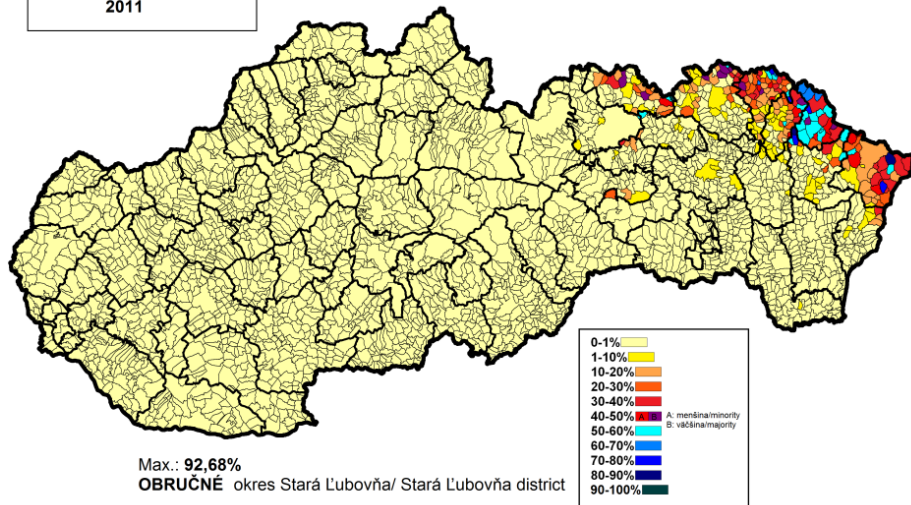 2011
0-1%
1-10%
10-20%
20-30%
30-40%
40-50% A B A: menšina/minority
B: väčšina/majority
50-60%
60-70%
70-80%
80-90%
90-100%
Max.: 92,68%
OBRUČNÉ okres Stará Ľubovňa/ Stará Ľubovňa district